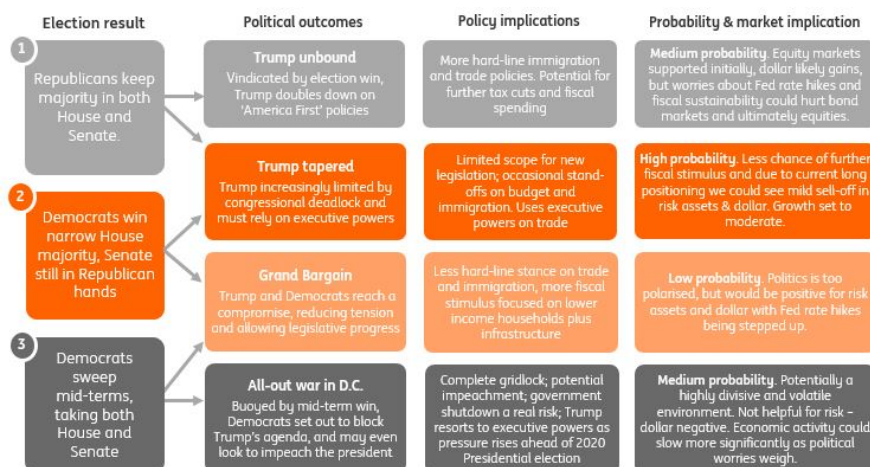 Election result
Political outcomes
Policy implications
Probability & market implication
1
Republicans keep
majority in both
House and
Senate.
Trump unbound
Vindicated by election win,
Trump doubles down on
'America First' policies
More hard-line immigration
and trade policies. Potential for
further tax cuts and fiscal
spending
Medium probability. Equity markets
supported initially, dollar likely gains,
but worries about Fed rate hikes and
fiscal sustainability could hurt bond
markets and ultimately equities.
Trump tapered
Trump increasingly limited by
congressional deadlock and
must rely on executive powers
Limited scope for new
legislation; occasional stand-
offs on budget and
immigration. Uses executive
powers on trade
High probability. Less chance of further
fiscal stimulus and due to current long
positioning we could see mild sell-off in
risk assets & dollar. Growth set to
moderate.
2
Democrats win
narrow House
majority, Senate
still in Republican
hands
Grand Bargain
Trump and Democrats reach a
compromise, reducing tension
and allowing legislative progress
Less hard-line stance on trade
and immigration, more fiscal
stimulus focused on lower
income households plus
infrastructure
Low probability. Politics is too
polarised, but would be positive for risk
assets and dollar with Fed rate hikes
being stepped up.
3
Democrats
sweep
mid-terms,
taking both
House and
Senate
All-out war in D.C.
Buoyed by mid-term win,
Democrats set out to block
Trump's agenda, and may even
look to impeach the president
Complete gridlock; potential
impeachment; government
shutdown a real risk; Trump
resorts to executive powers as
pressure rises ahead of 2020
Presidential election
Medium probability. Potentially a
highly divisive and volatile
environment. Not helpful for risk –
dollar negative. Economic activity could
slow more significantly as political
worries weigh.